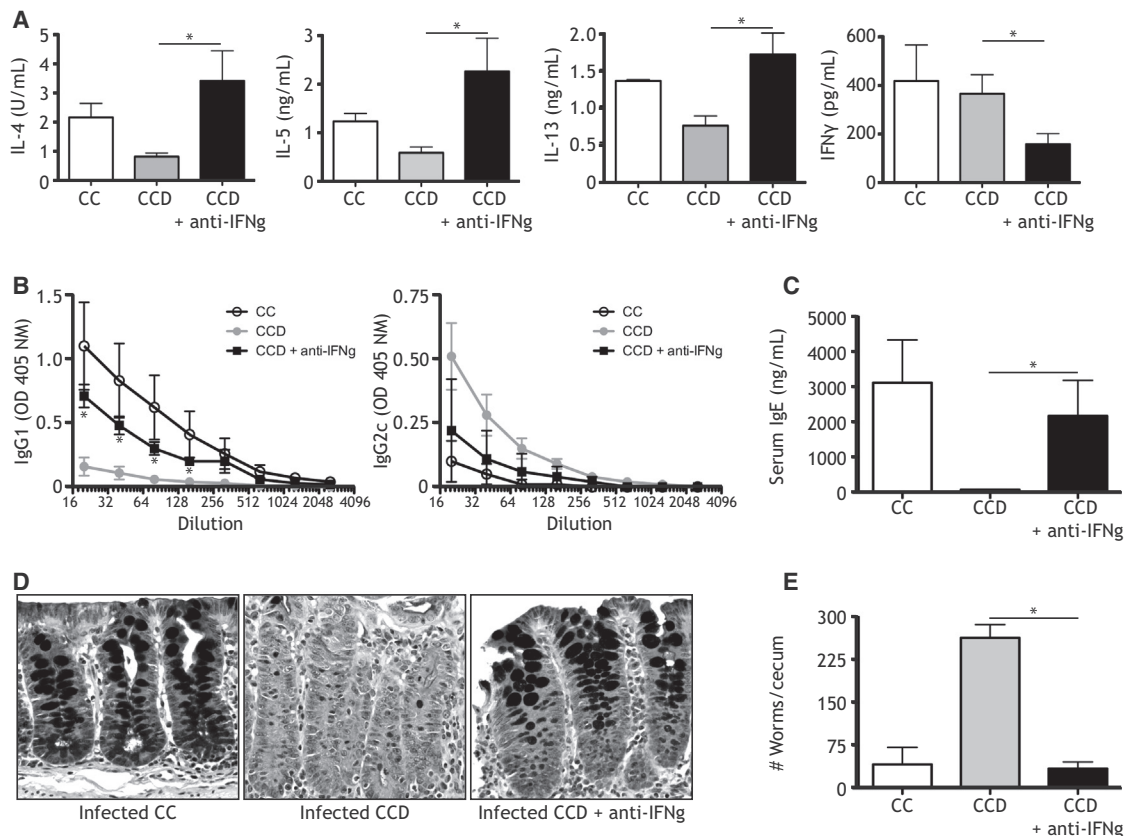 A
IL-4 (U/mL)
5
4
3
2
1
0
*
CC
CCD
CCD
+ anti-IFNg
IL-5 (ng/mL)
3
2
1
0
*
CC
CCD
CCD
+ anti-IFNg
IL-13 (ng/mL)
2.0
1.5
1.0
0.5
0
*
CC
CCD
CCD
+ anti-IFNg
IFNγ (pg/mL)
600
400
200
0
*
CC
CCD
CCD
+ anti-IFNg
B
IgG1 (OD 405 NM)
1.5
1.0
0.5
0
CC
CCD
CCD + anti-IFNg
*
*
*
*
16 32 64 128 256 512 1024 2048 4096
Dilution
IgG2c (OD 405 NM)
0.75
0.50
0.25
0
CC
CCD
CCD + anti-IFNg
16 32 64 128 256 512 1024 2048 4096
Dilution
C
Serum IgE (ng/mL)
5000
4000
3000
2000
1000
0
*
CC
CCD
CCD
+ anti-IFNg
D
Infected CC
Infected CCD
Infected CCD + anti-IFNg
E
# Worms/cecum
300
225
150
75
0
*
CC
CCD
CCD
+ anti-IFNg